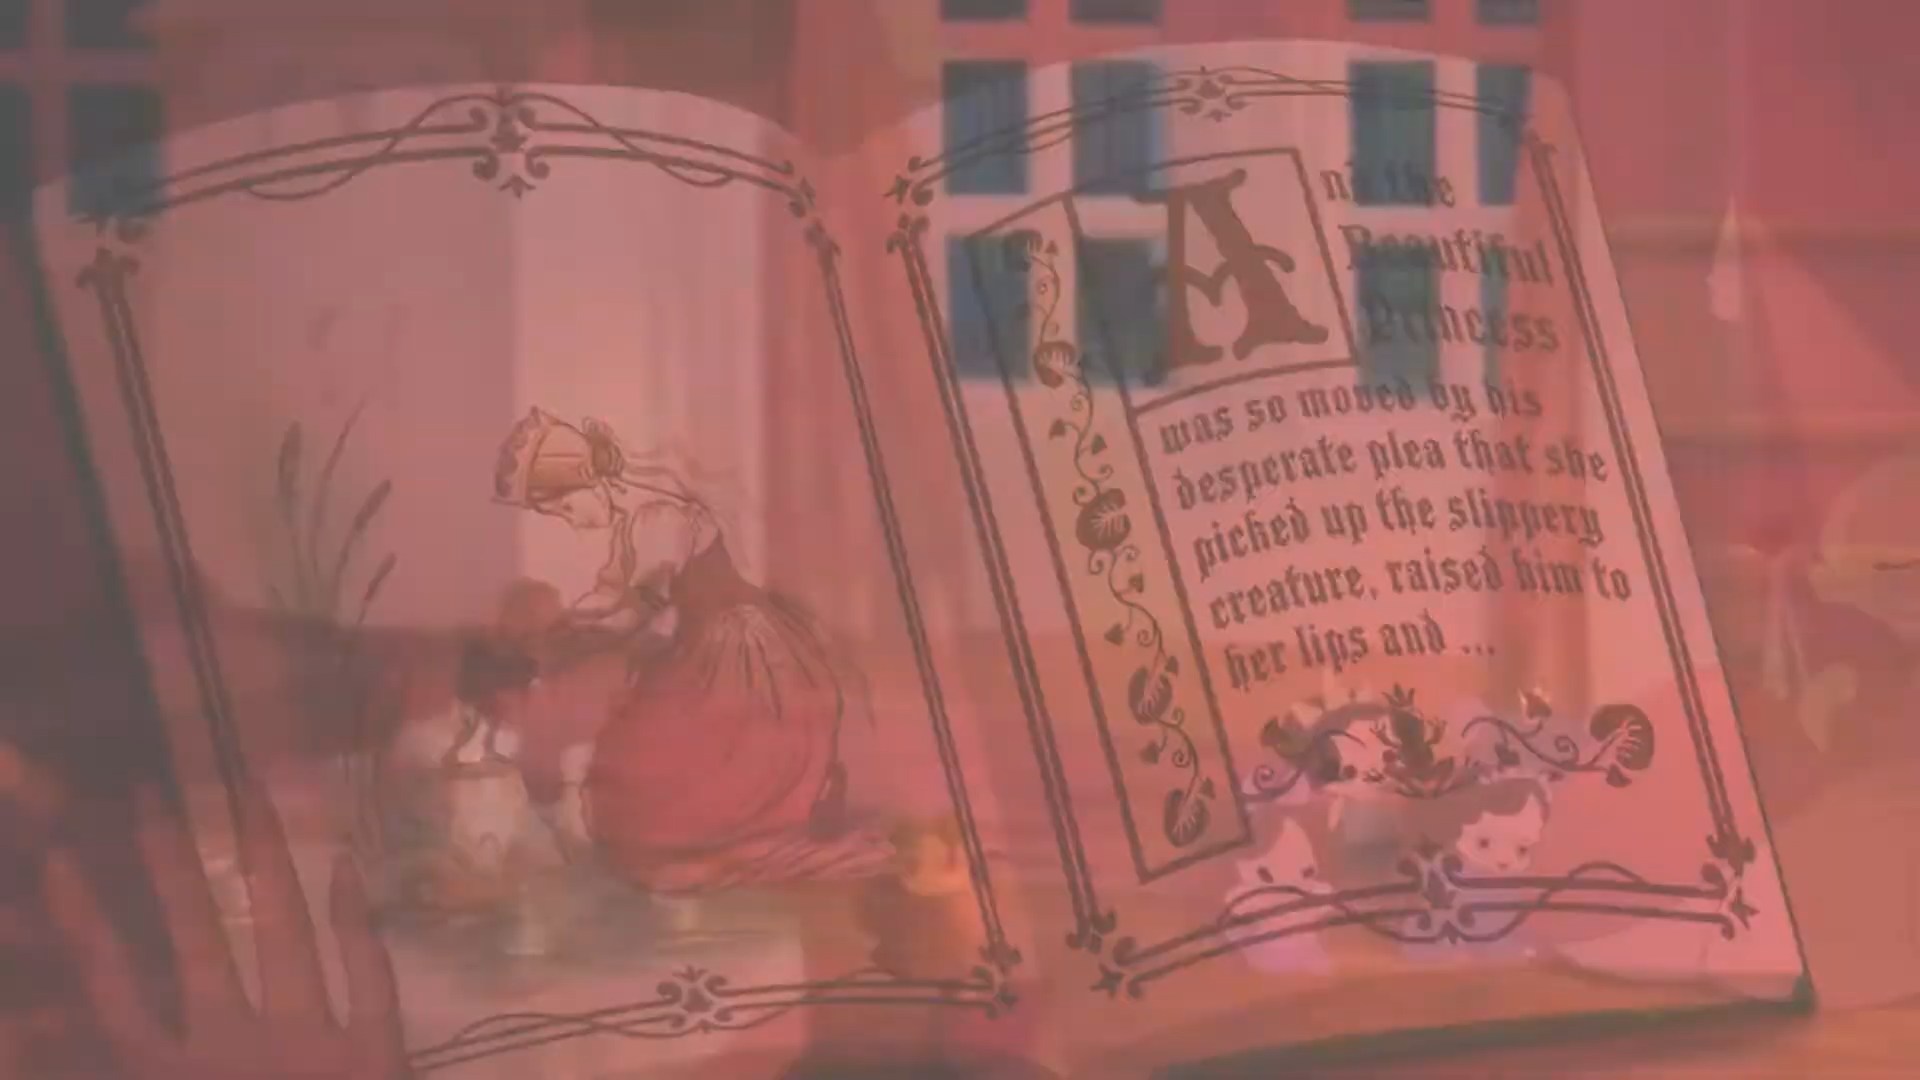 And the
Beautiful
Princess
was so moved by his
desperate plea that she
picked up the slippery
creature, raised him to
her lips and ...